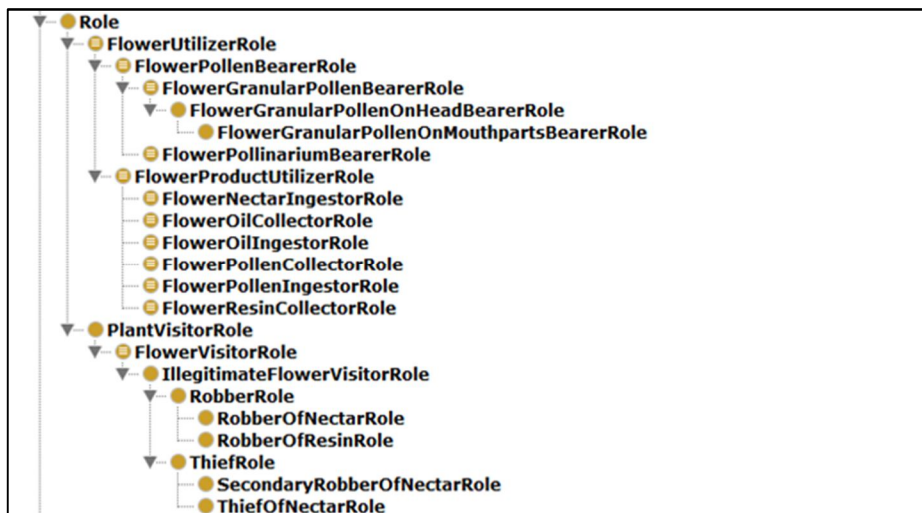 Role
FlowerUtilizerRole
FlowerPollenBearerRole
FlowerGranularPollenBearerRole
FlowerGranularPollenOnHeadBearerRole
FlowerGranularPollenOnMouthpartsBearerRole
FlowerPollinariumBearerRole
FlowerProductUtilizerRole
FlowerNectarIngestorRole
FlowerOilCollectorRole
FlowerOilIngestorRole
FlowerPollenCollectorRole
FlowerPollenIngestorRole
FlowerResinCollectorRole
PlantVisitorRole
FlowerVisitorRole
IllegitimateFlowerVisitorRole
RobberRole
RobberOfNectarRole
RobberOfResinRole
ThiefRole
SecondaryRobberOfNectarRole
ThiefOfNectarRole